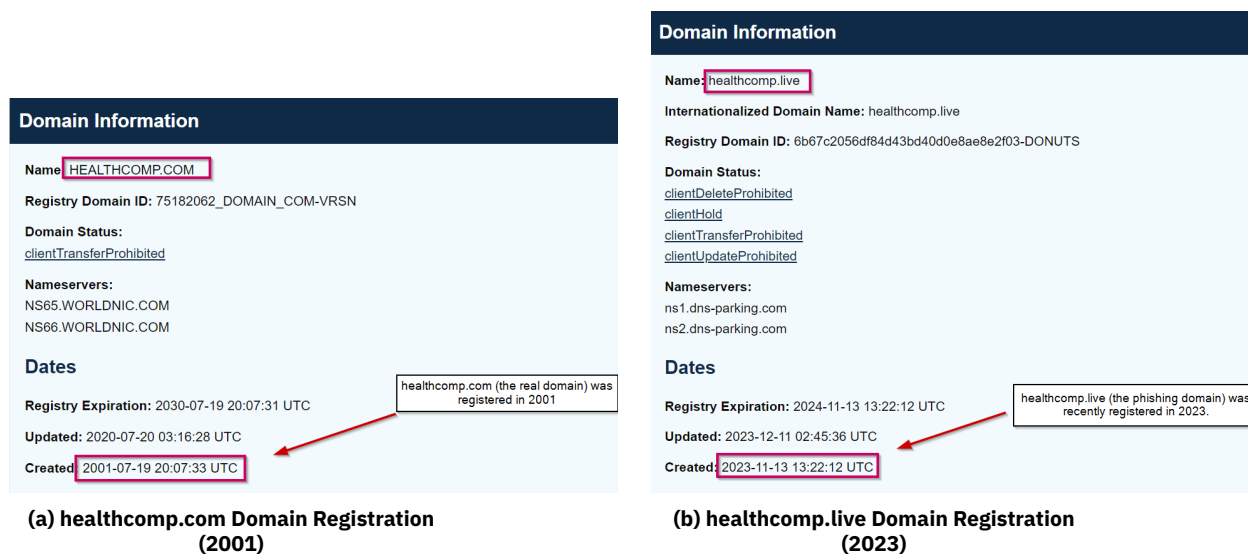 Domain Information
Name: HEALTHCOMP.COM
Registry Domain ID: 75182062_DOMAIN_COM-VRSN
Domain Status:
clientTransferProhibited
Nameservers:
NS65.WORLDNIC.COM
NS66.WORLDNIC.COM
Dates
healthcomp.com (the real domain) was
registered in 2001
Registry Expiration: 2030-07-19 20:07:31 UTC
Updated: 2020-07-20 03:16:28 UTC
Created: 2001-07-19 20:07:33 UTC
(a) healthcomp.com Domain Registration
(2001)
Domain Information
Name: healthcomp.live
Internationalized Domain Name: healthcomp.live
Registry Domain ID: 6b67c2056df84d43bd40d0e8ae8e2f03-DONUTS
Domain Status:
clientDeleteProhibited
clientHold
clientTransferProhibited
clientUpdateProhibited
Nameservers:
ns1.dns-parking.com
ns2.dns-parking.com
Dates
healthcomp.live (the phishing domain) was
recently registered in 2023.
Registry Expiration: 2024-11-13 13:22:12 UTC
Updated: 2023-12-11 02:45:36 UTC
Created: 2023-11-13 13:22:12 UTC
(b) healthcomp.live Domain Registration
(2023)